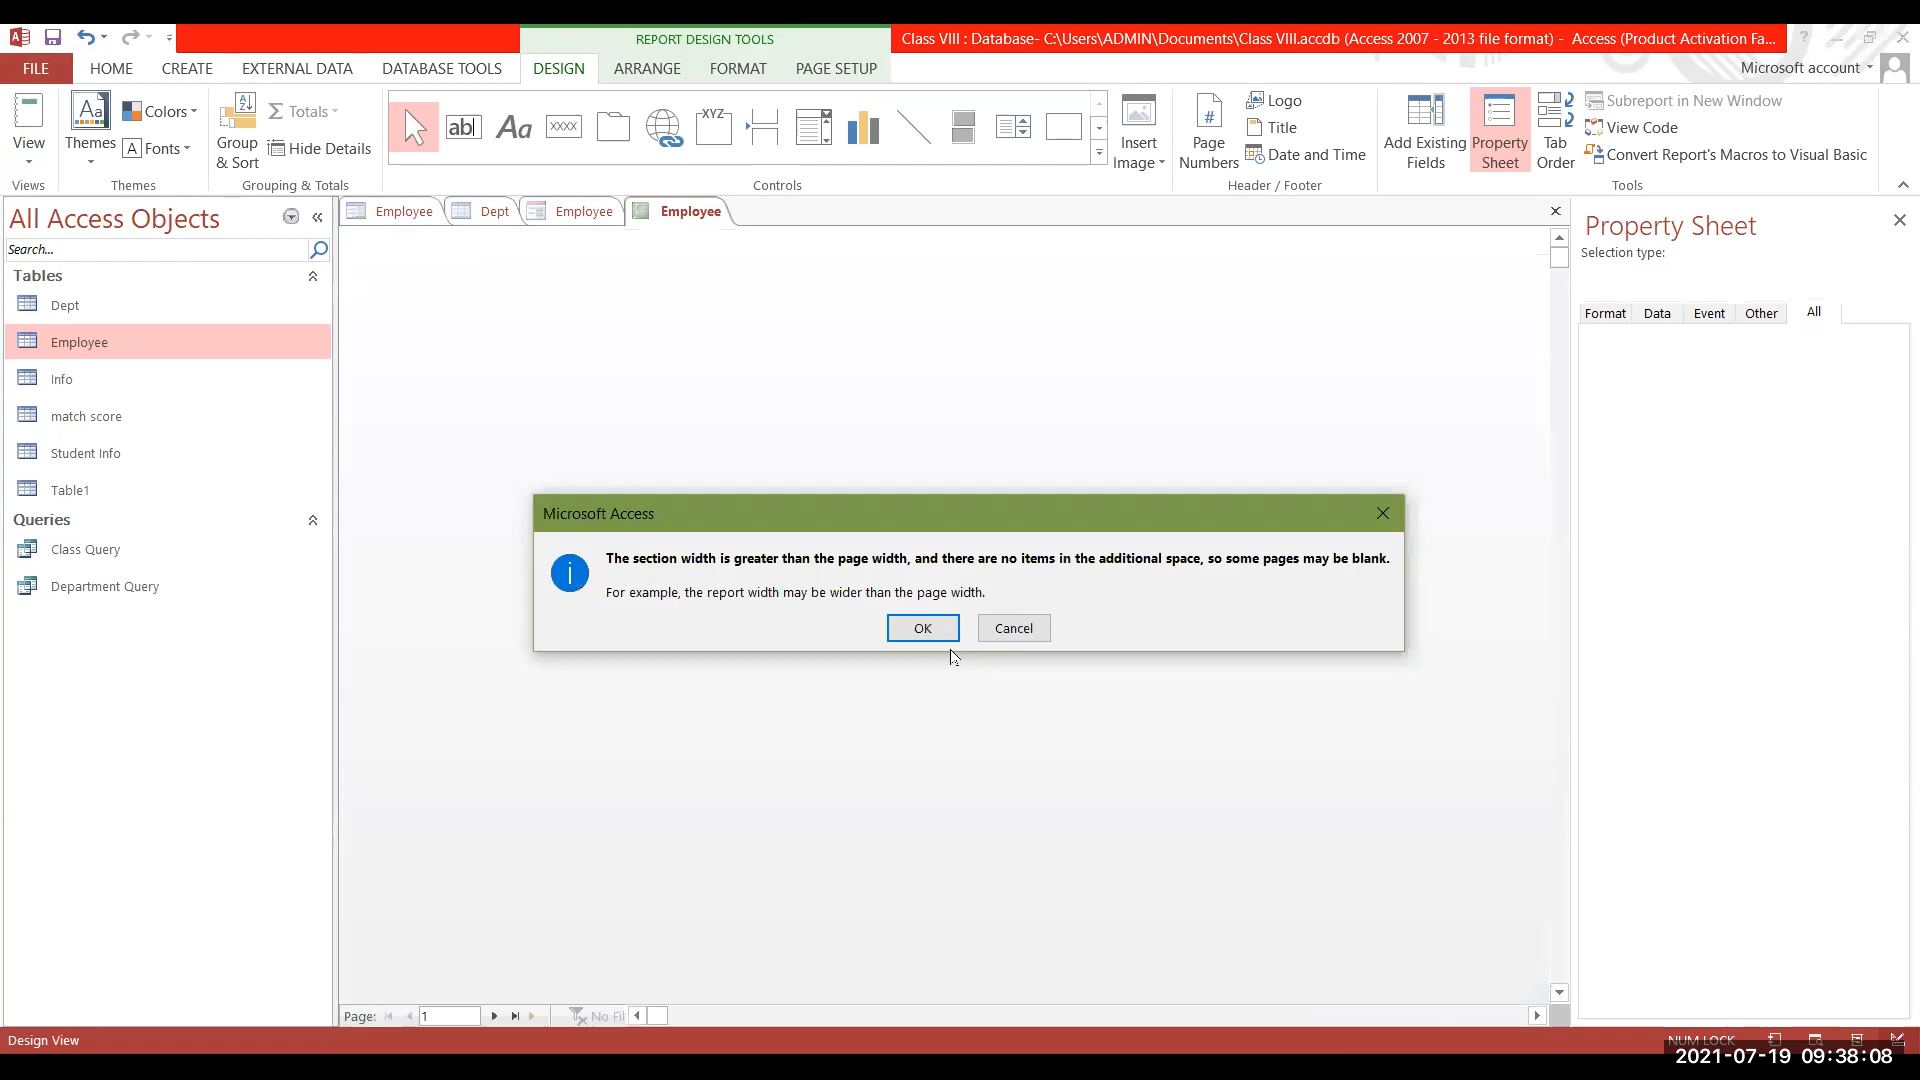 REPORT DESIGN TOOLS
Class VIII : Database- C:\Users\ADMIN\Documents\Class VIII.accdb (Access 2007 - 2013 file format) - Access (Product Activation Fa...
FILE HOME CREATE EXTERNAL DATA DATABASE TOOLS DESIGN ARRANGE FORMAT PAGE SETUP
Microsoft account
View
Views
Aa
Themes
Colors
A Fonts
Themes
Group & Sort
Σ Totals
Hide Details
Grouping & Totals
ab
Aa
XXXX
XYZ
Controls
Insert Image
#
Page Numbers
Logo
Title
Date and Time
Header / Footer
Add Existing Fields
Property Sheet
Tab Order
Subreport in New Window
View Code
Convert Report's Macros to Visual Basic
Tools
All Access Objects
Search...
Tables
Dept
Employee
Info
match score
Student Info
Table1
Queries
Class Query
Department Query
Employee Dept Employee Employee
Microsoft Access
The section width is greater than the page width, and there are no items in the additional space, so some pages may be blank.
For example, the report width may be wider than the page width.
OK Cancel
Property Sheet
Selection type:
Format Data Event Other All
Page: 1 No Fil
Design View
NUM LOCK
2021-07-19 09:38:08